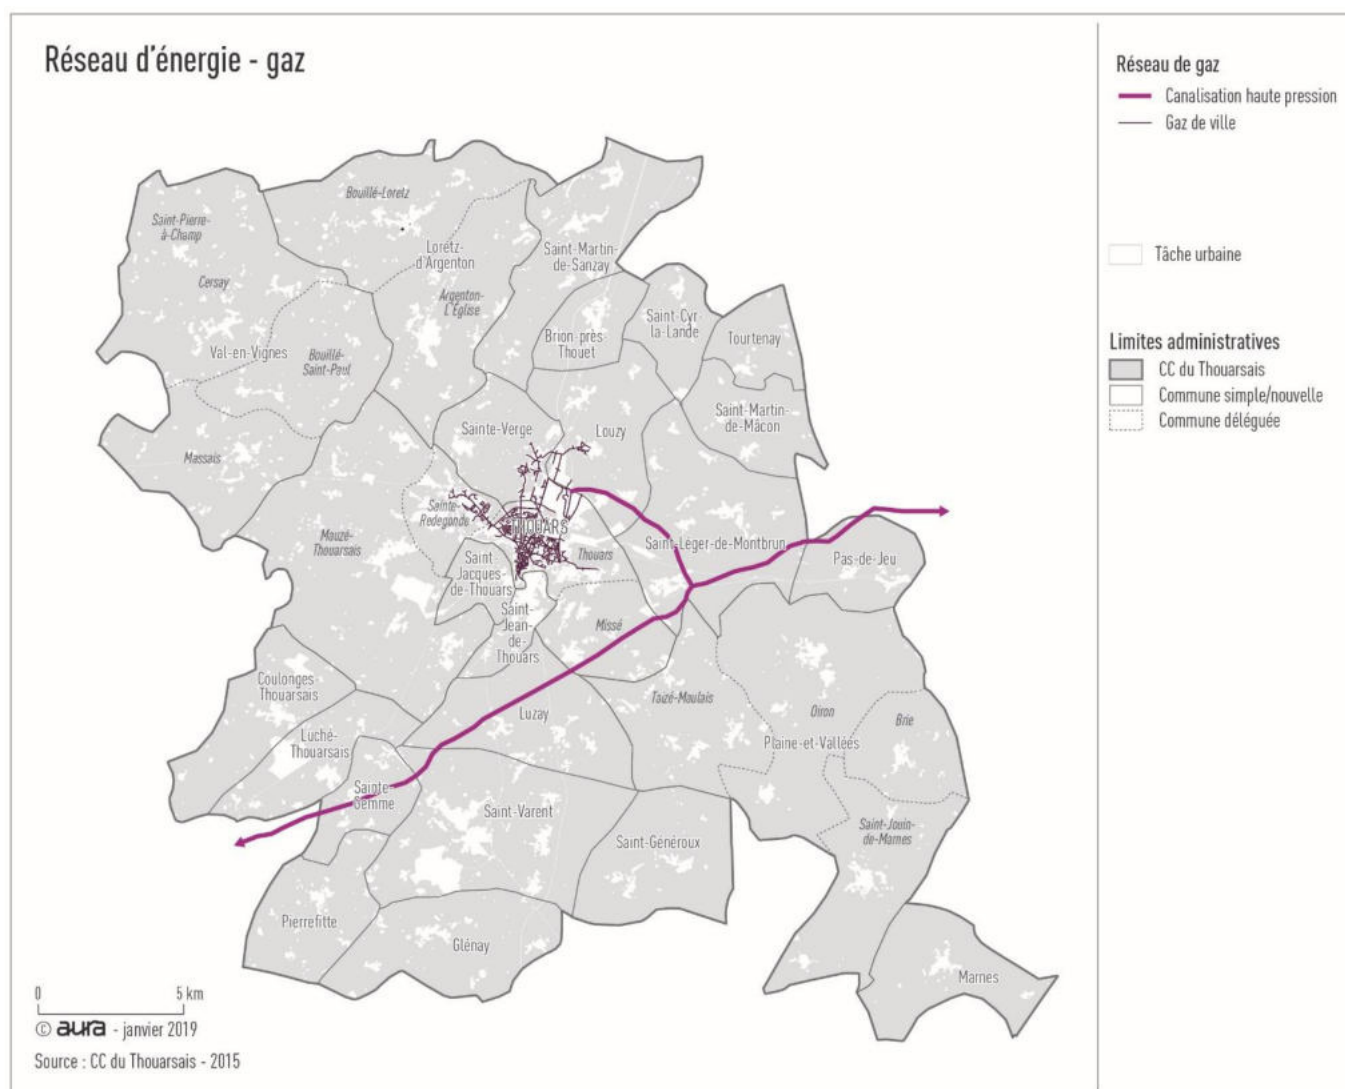 Réseau d'énergie - gaz
Réseau de gaz
Canalisation haute pression
Gaz de ville
Tâche urbaine
Limites administratives
CC du Thouarsais
Commune simple/nouvelle
Commune déléguée
Bouillé-Loretz
Saint-Pierre-
à-Champ
Loretz-
d'Argenton
Saint-Martin-
de-Sanzay
Cersay
Argenton-
L'Église
Saint-Cyr-
la-Lande
Brion-près-
Thouet
Tourtenay
Val-en-Vignes
Bouillé-
Saint-Paul
Saint-Martin-
de-Mâcon
Sainte-Verge
Louzy
Massais
Sainte-
Redegonde
THOUARS
Mauzé-
Thouarsais
Saint-Léger-de-Montbrun
Thouars
Pas-de-Jeu
Saint-
Jacques-
de-Thouars
Saint-
Jean-
de-
Thouars
Missé
Coulonges-
Thouarsais
Taizé-Maulais
Oiron
Brie
Luzay
Luché-
Thouarsais
Plaine-et-Vallées
Sainte
Gemme
Saint-Varent
Saint-Jouin-
de-Marnes
Saint-Généroux
Pierrefitte
Glénay
Marnes
0 5 km
© aura - janvier 2019
Source : CC du Thouarsais - 2015